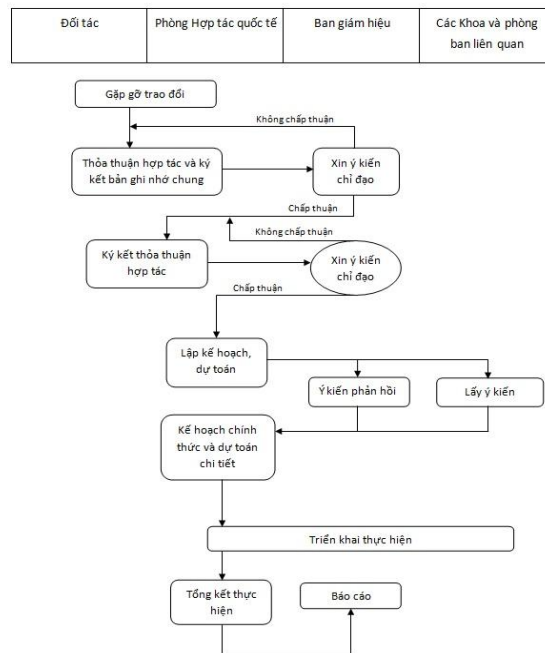 Đối tác
Phòng Hợp tác quốc tế
Ban giám hiệu
Các Khoa và phòng
ban liên quan
Gặp gỡ trao đổi
Không chấp thuận
Thỏa thuận hợp tác và ký
kết bản ghi nhớ chung
Xin ý kiến
chỉ đạo
Chấp thuận
Không chấp thuận
Ký kết thỏa thuận
hợp tác
Xin ý kiến
chỉ đạo
Chấp thuận
Lập kế hoạch,
dự toán
Ý kiến phản hồi
Lấy ý kiến
Kế hoạch chính
thức và dự toán
chi tiết
Triển khai thực hiện
Tổng kết thực
hiện
Báo cáo